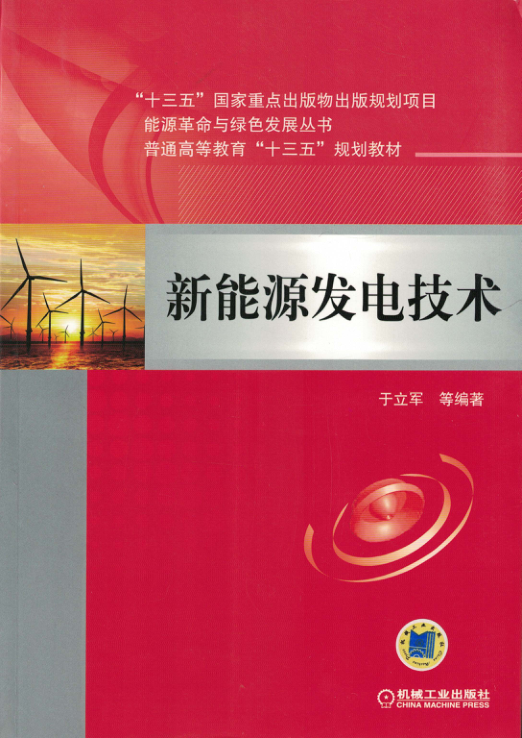 “十三五”国家重点出版物出版规划项目
能源革命与绿色发展丛书
普通高等教育“十三五”规划教材
新能源发电技术
于立军 等编著
机械工业出版社
CHINA MACHINE PRESS